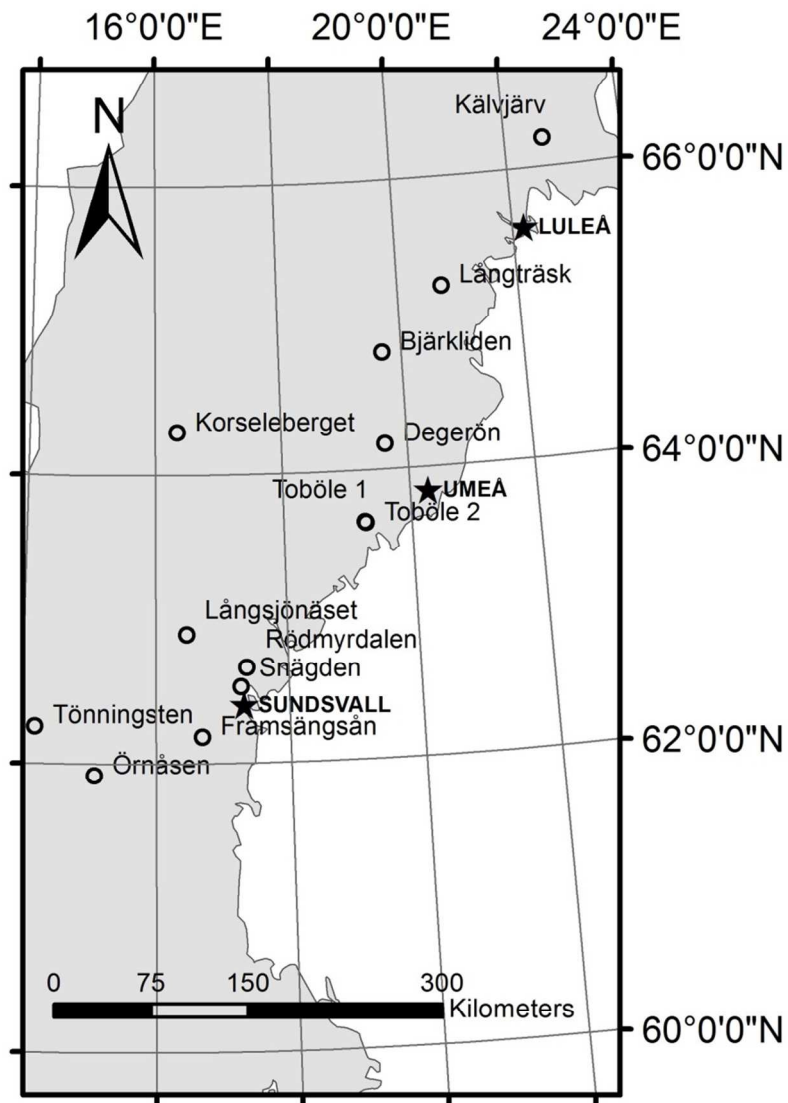 16°0'0"E 20°0'0"E 24°0'0"E
N
Kälvjärv
66°0'0"N
LULEÅ
Långträsk
Bjärkliden
Korseleberget
Degerön
64°0'0"N
Toböle 1
UMEÅ
Toböle 2
Långsjönäset
Rödmyrdalen
Snägden
SUNDSVALL
Tönningsten
Framsängsån
62°0'0"N
Örnåsen
0 75 150 300
Kilometers
60°0'0"N